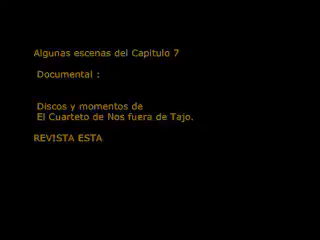 Algunas escenas del Capitulo 7
Documental :
Discos y momentos de
El Cuarteto de Nos fuera de Tajo.
REVISTA ESTA